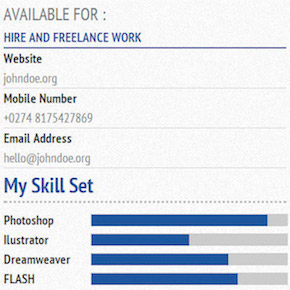 AVAILABLE FOR :
HIRE AND FREELANCE WORK
Website
johndoe.org
Mobile Number
+0274 8175427869
Email Address
hello@johndoe.org
My Skill Set
Photoshop
Ilustrator
Dreamweaver
FLASH